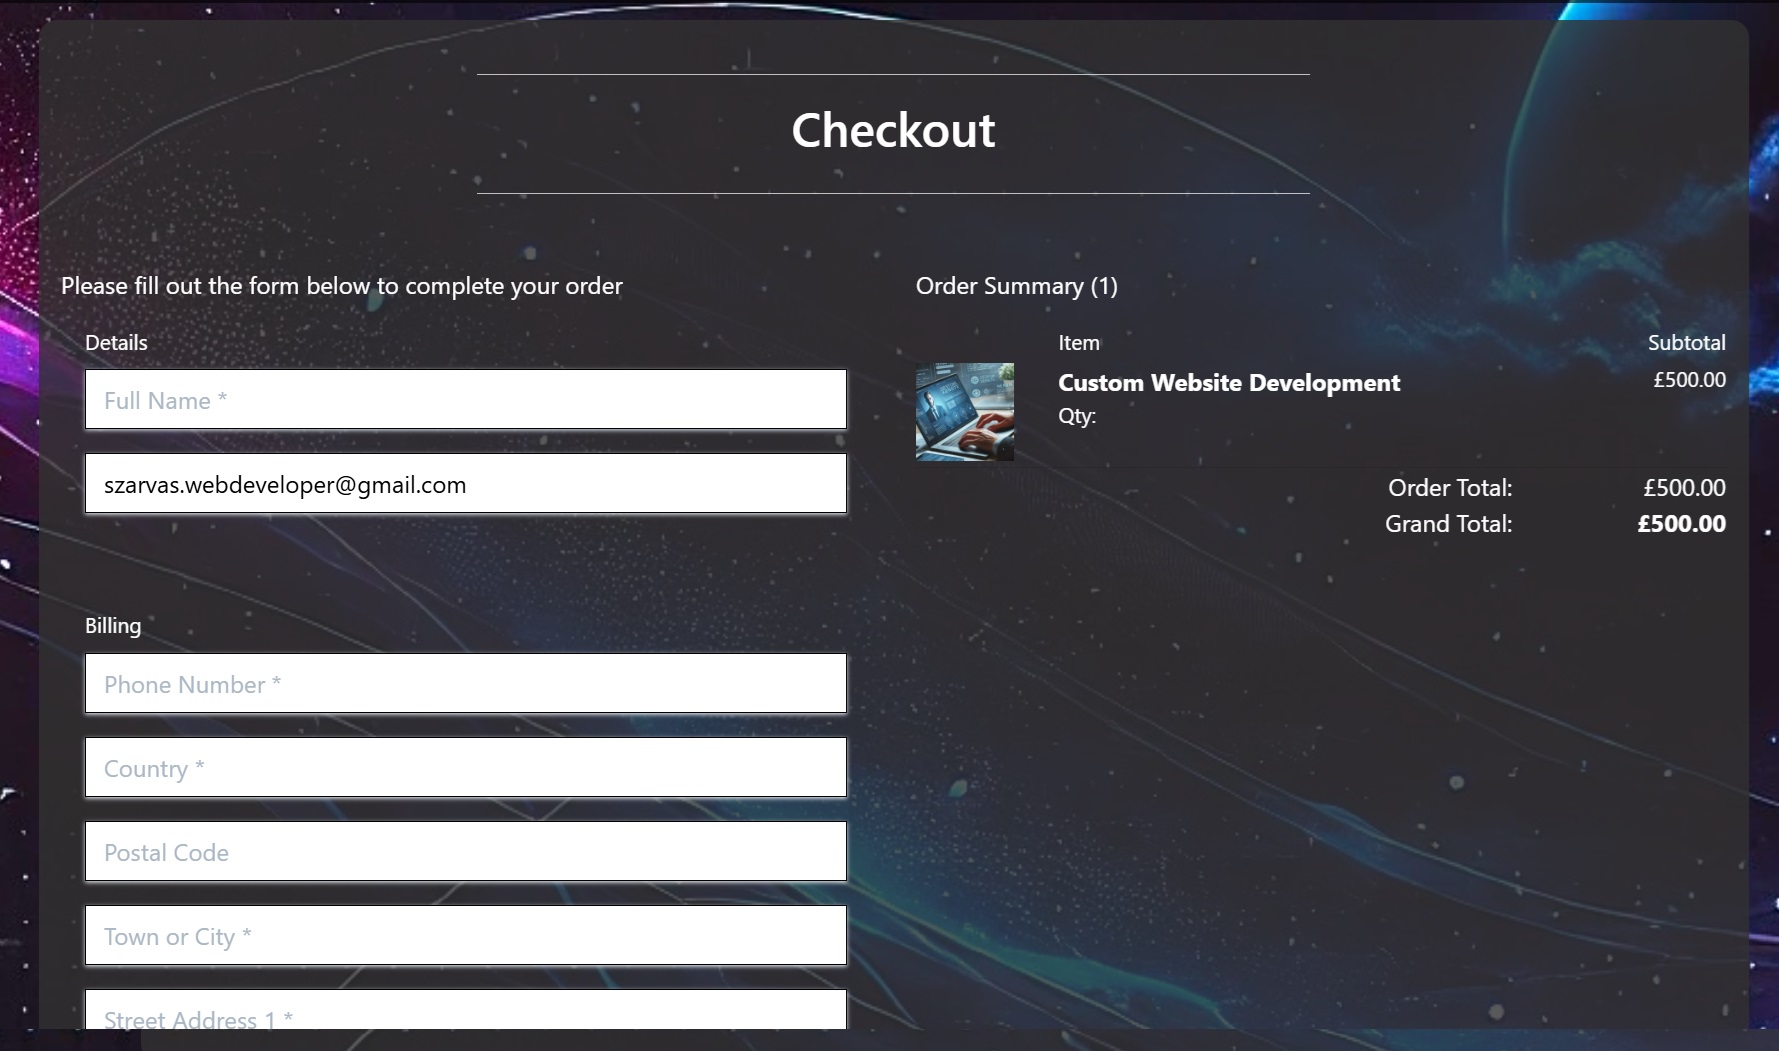 Checkout
Please fill out the form below to complete your order
Details
Full Name *
szarvas.webdeveloper@gmail.com
Billing
Phone Number *
Country *
Postal Code
Town or City *
Street Address 1 *
Order Summary (1)
Item Subtotal
Custom Website Development £500.00
Qty:
Order Total: £500.00
Grand Total: £500.00